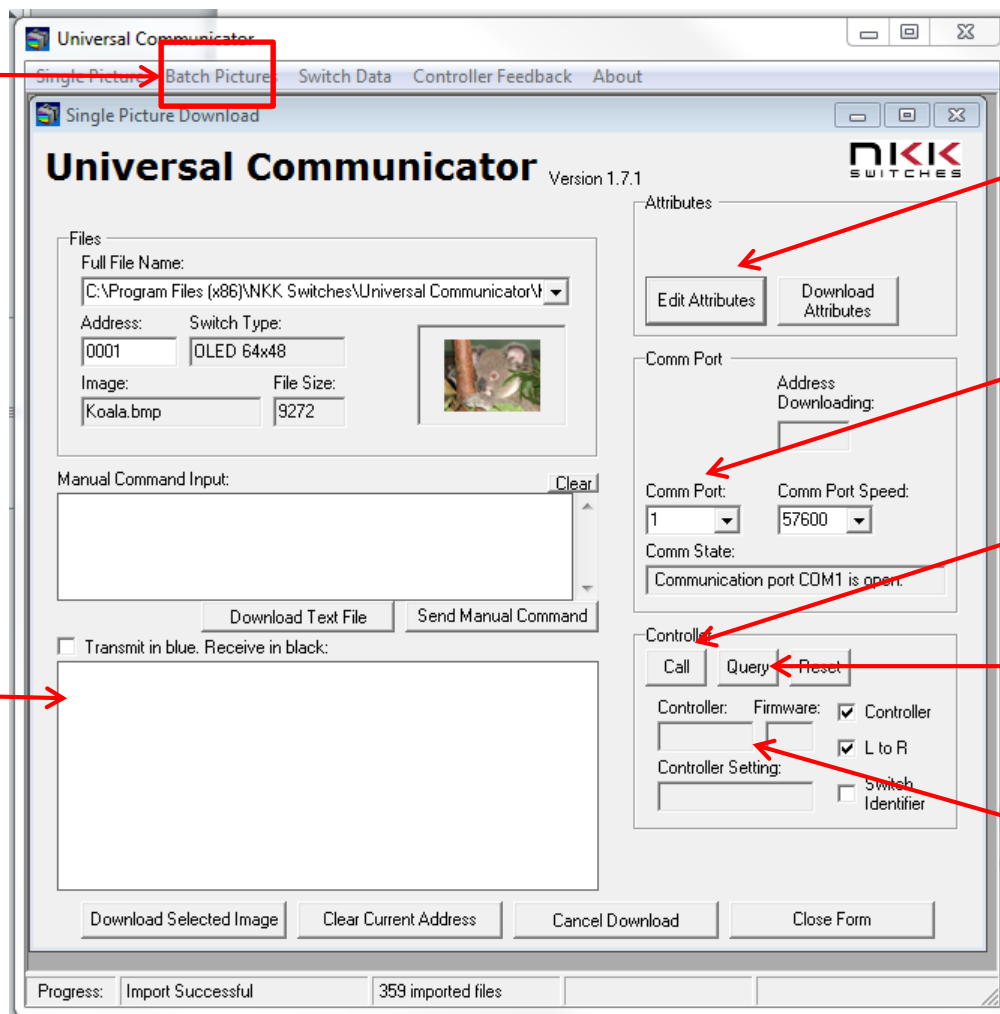 Universal Communicator
Single Picture Batch Pictures Switch Data Controller Feedback About
Single Picture Download
Universal Communicator Version 1.7.1
NKK
SWITCHES
Attributes
Edit Attributes
Download
Attributes
Files
Full File Name:
C:\Program Files (x86)\NKK Switches\Universal Communicator\
Address: Switch Type:
0001 OLED 64x48
Image: File Size:
Koala.bmp 9272
Comm Port
Address
Downloading:
Comm Port: Comm Port Speed:
1 57600
Comm State:
Communication port COM1 is open.
Manual Command Input: Clear
Download Text File Send Manual Command
Transmit in blue. Receive in black:
Controller
Call Query Reset
Controller: Firmware: Controller
L to R
Controller Setting:
Switch
Identifier
Download Selected Image Clear Current Address Cancel Download Close Form
Progress: Import Successful 359 imported files